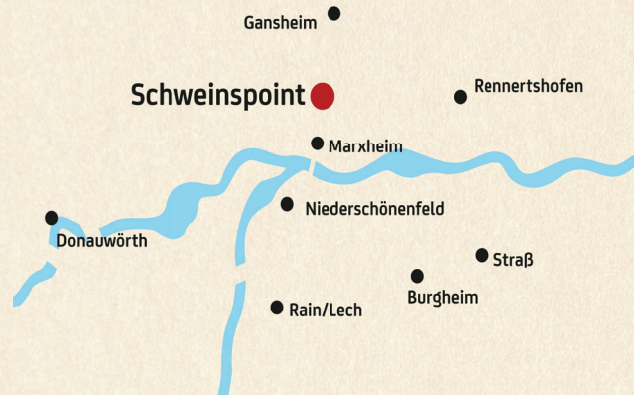 Gansheim
Schweinspoint
Rennertshofen
Marxheim
Niederschönenfeld
Donauwörth
Straß
Burgheim
Rain/Lech